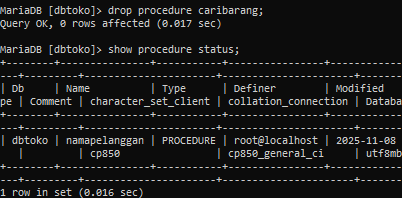 MariaDB [dbtoko]> drop procedure caribarang;
Query OK, 0 rows affected (0.017 sec)
MariaDB [dbtoko]> show procedure status;
+--------+---------------+-----------+----------------+-----------
---+---------+----------------------+----------------------+-------
| Db | Name | Type | Definer | Modified
pe | Comment | character_set_client | collation_connection | Databa
+--------+---------------+-----------+----------------+-----------
---+---------+----------------------+----------------------+-------
| dbtoko | namapelanggan | PROCEDURE | root@localhost | 2025-11-08
| | cp850 | cp850_general_ci | utf8mb
+--------+---------------+-----------+----------------+-----------
---+---------+----------------------+----------------------+-------
1 row in set (0.016 sec)